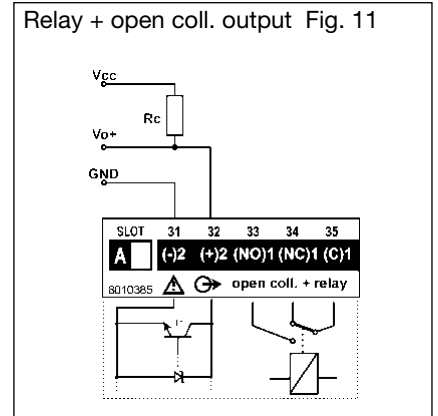 Relay + open coll. output Fig. 11
Vcc
Rc
Vo+
GND
SLOT 31 32 33 34 35
A (-)2 (+)2 (NO)1 (NC)1 (C)1
8010385 open coll. + relay